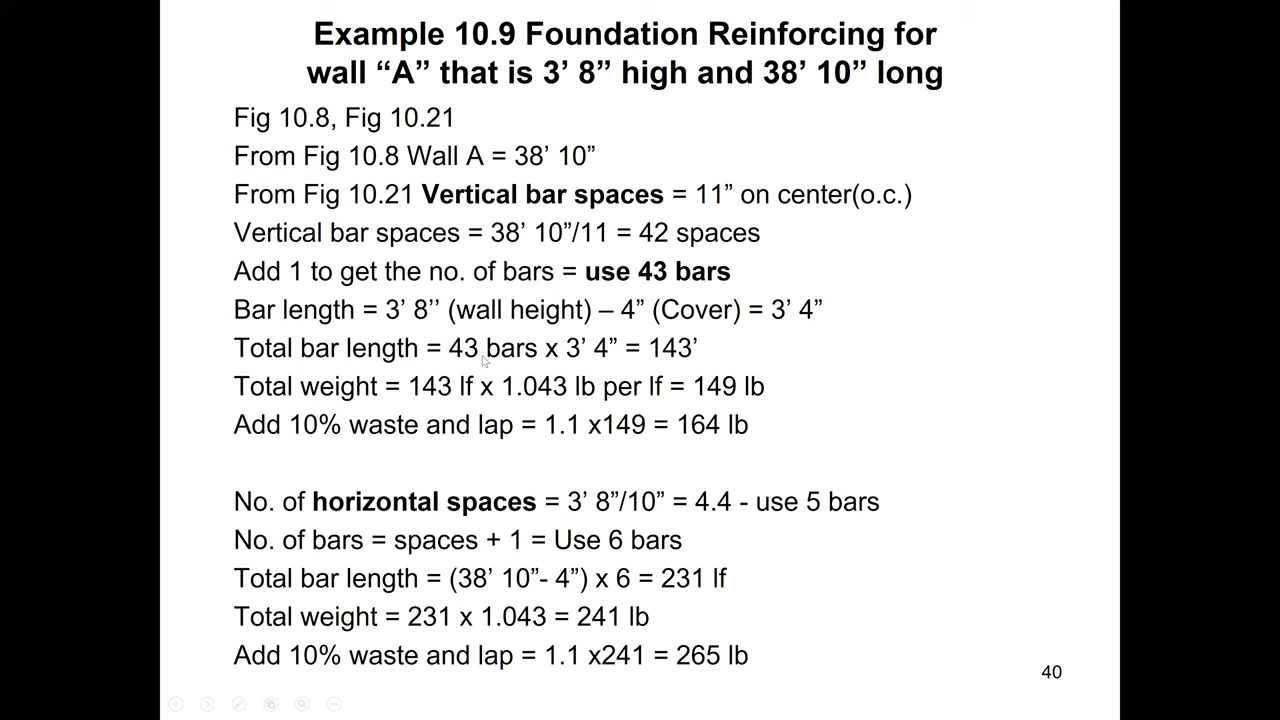 Example 10.9 Foundation Reinforcing for
wall “A” that is 3’ 8” high and 38’ 10” long
Fig 10.8, Fig 10.21
From Fig 10.8 Wall A = 38’ 10”
From Fig 10.21 Vertical bar spaces = 11” on center(o.c.)
Vertical bar spaces = 38’ 10”/11 = 42 spaces
Add 1 to get the no. of bars = use 43 bars
Bar length = 3’ 8’’ (wall height) – 4” (Cover) = 3’ 4”
Total bar length = 43 bars x 3’ 4” = 143’
Total weight = 143 lf x 1.043 lb per lf = 149 lb
Add 10% waste and lap = 1.1 x149 = 164 lb
No. of horizontal spaces = 3’ 8”/10” = 4.4 - use 5 bars
No. of bars = spaces + 1 = Use 6 bars
Total bar length = (38’ 10”- 4”) x 6 = 231 lf
Total weight = 231 x 1.043 = 241 lb
Add 10% waste and lap = 1.1 x241 = 265 lb
40